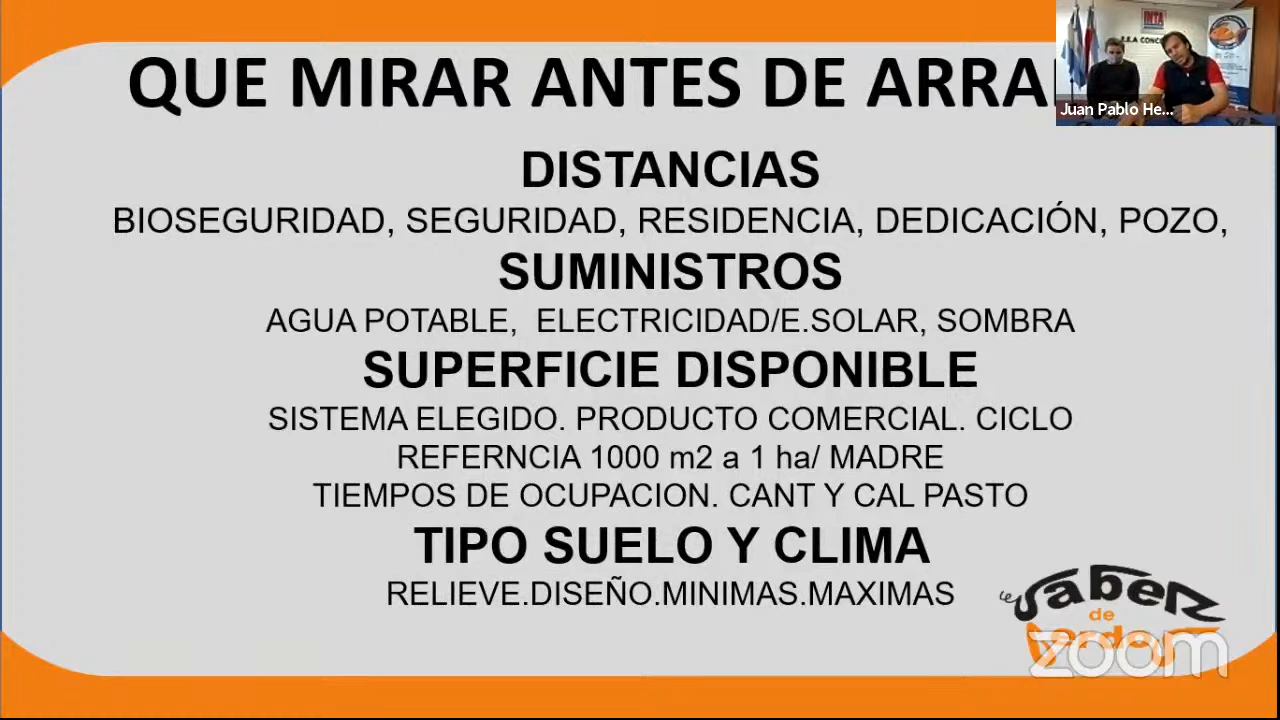 QUE MIRAR ANTES DE ARRA
INTA
E.E.A CONC
Juan Pablo He...
DISTANCIAS
BIOSEGURIDAD, SEGURIDAD, RESIDENCIA, DEDICACIÓN, POZO,
SUMINISTROS
AGUA POTABLE, ELECTRICIDAD/E.SOLAR, SOMBRA
SUPERFICIE DISPONIBLE
SISTEMA ELEGIDO. PRODUCTO COMERCIAL. CICLO
REFERNCIA 1000 m2 a 1 ha/ MADRE
TIEMPOS DE OCUPACION. CANT Y CAL PASTO
TIPO SUELO Y CLIMA
RELIEVE.DISEÑO.MINIMAS.MAXIMAS
de
zoom